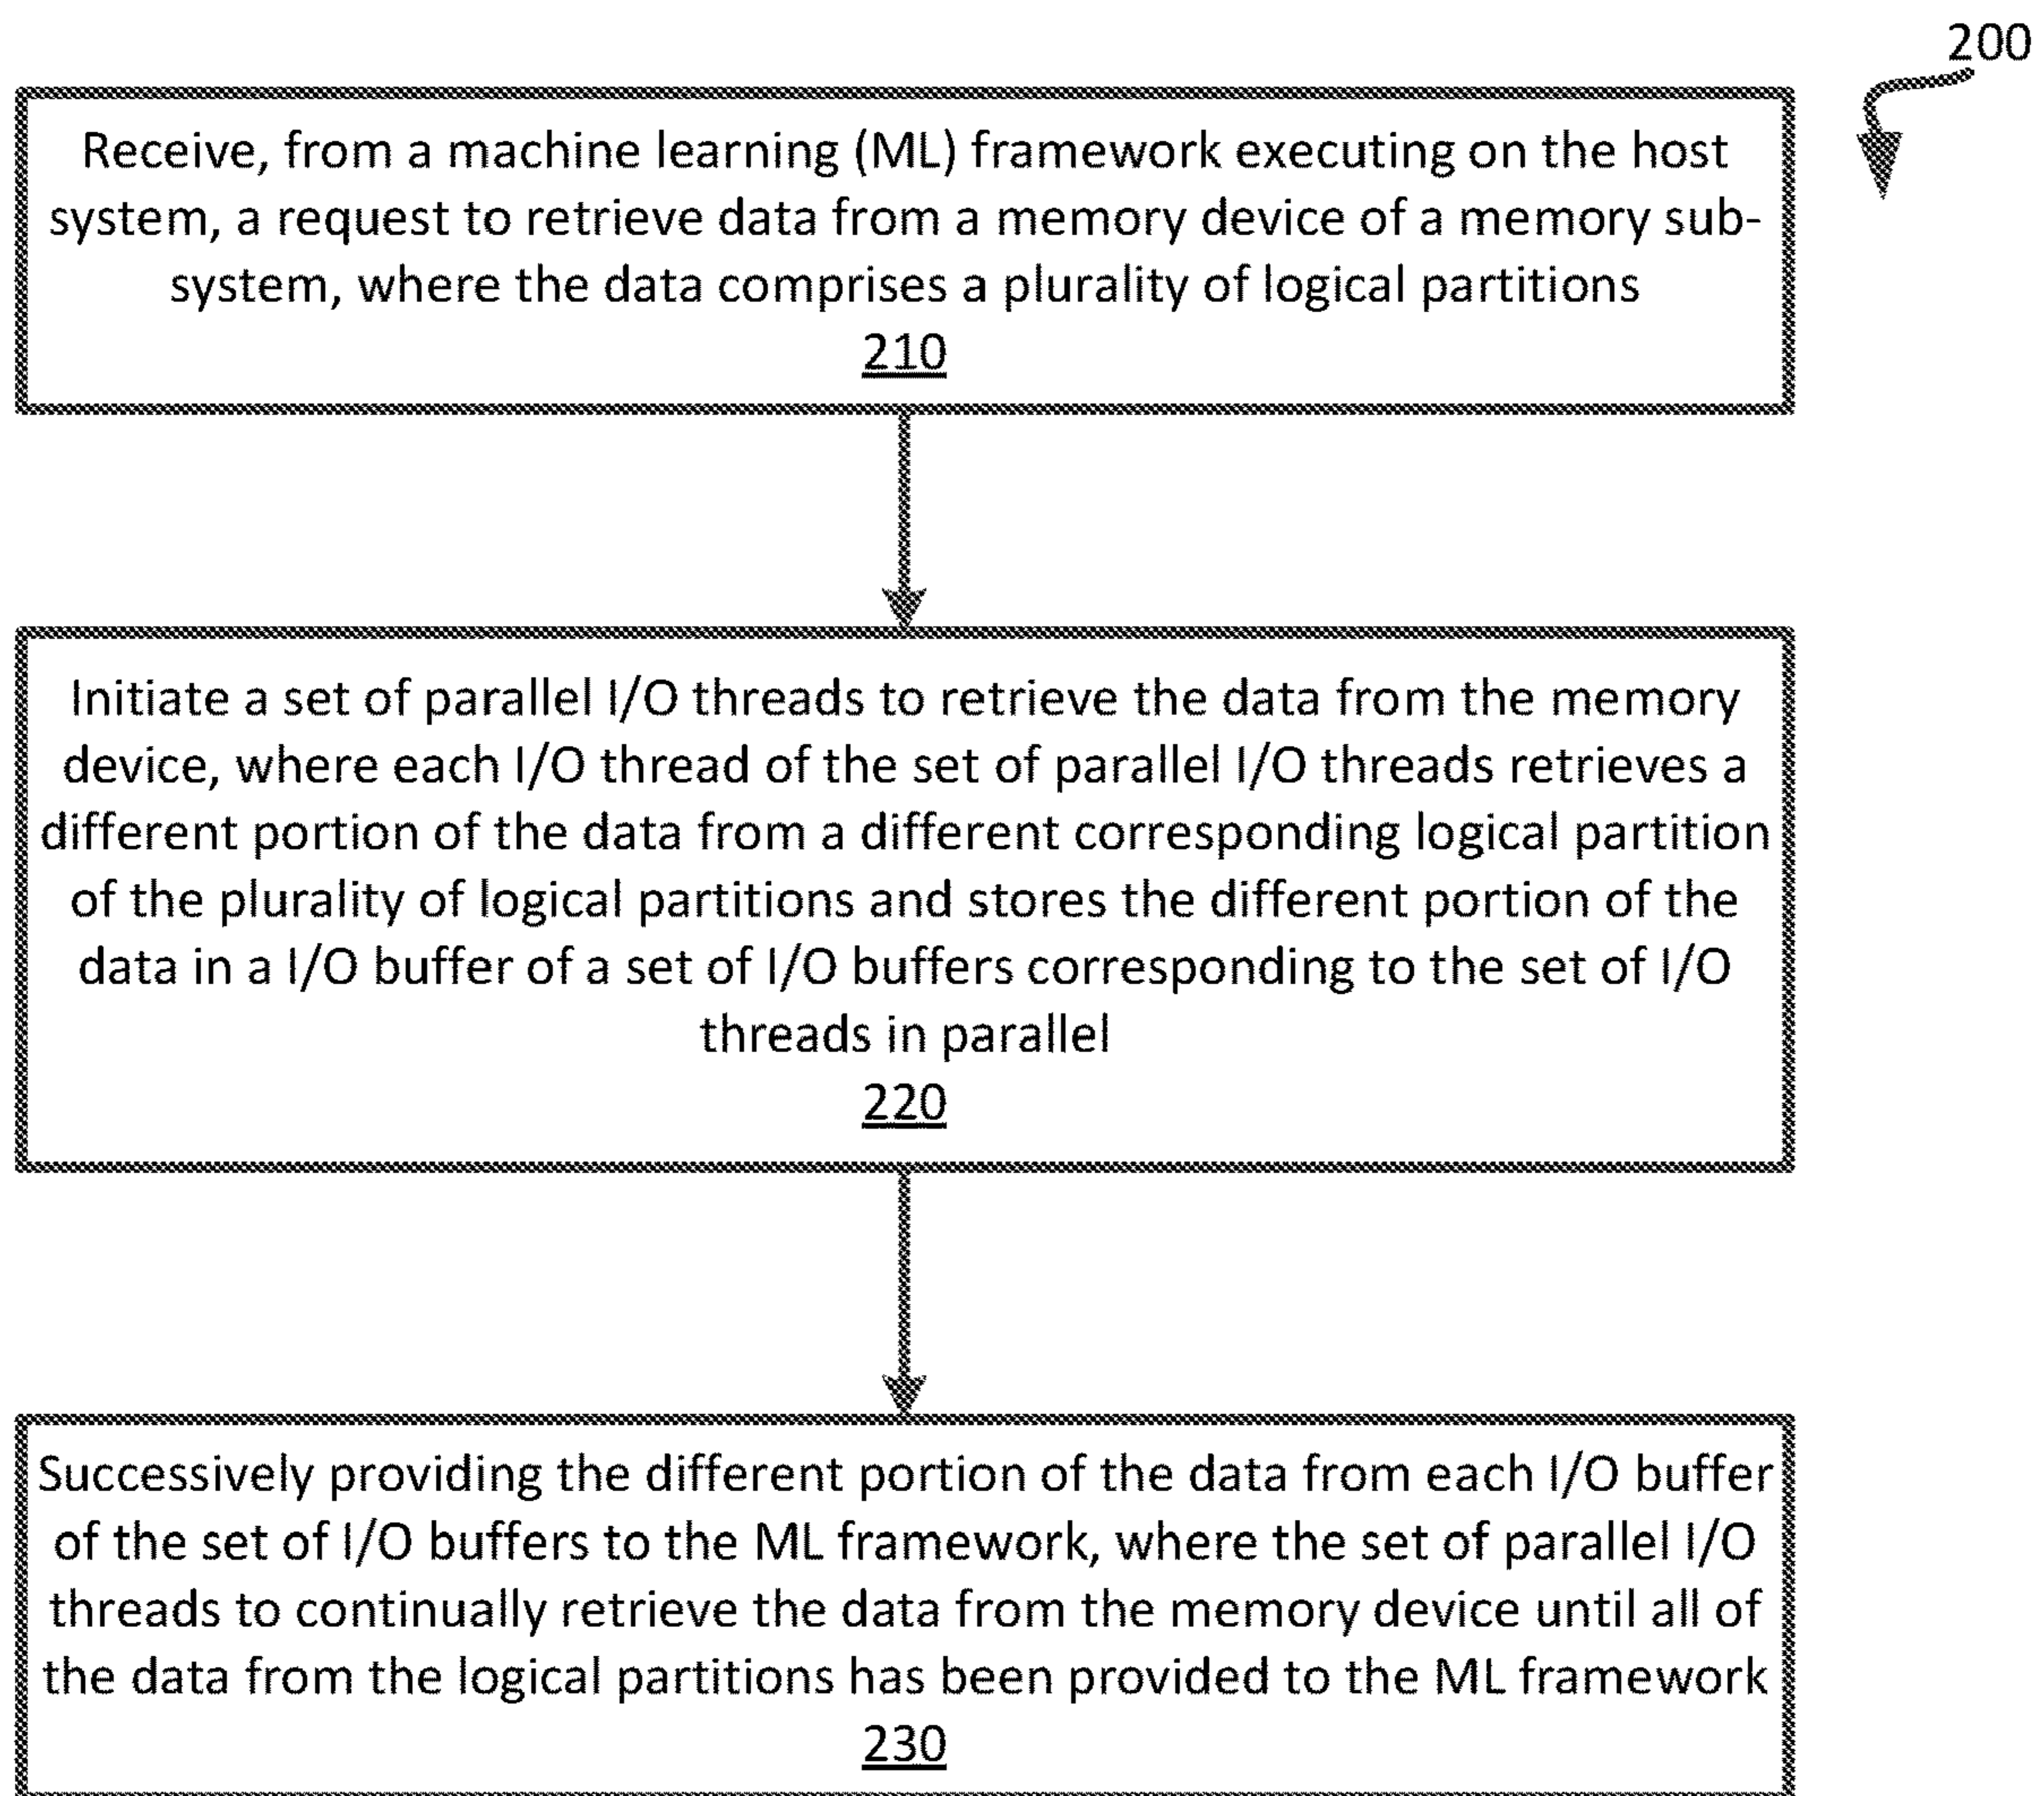 200
Receive, from a machine learning (ML) framework executing on the host
system, a request to retrieve data from a memory device of a memory sub-
system, where the data comprises a plurality of logical partitions
210
Initiate a set of parallel I/O threads to retrieve the data from the memory
device, where each I/O thread of the set of parallel I/O threads retrieves a
different portion of the data from a different corresponding logical partition
of the plurality of logical partitions and stores the different portion of the
data in a I/O buffer of a set of I/O buffers corresponding to the set of I/O
threads in parallel
220
Successively providing the different portion of the data from each I/O buffer
of the set of I/O buffers to the ML framework, where the set of parallel I/O
threads to continually retrieve the data from the memory device until all of
the data from the logical partitions has been provided to the ML framework
230